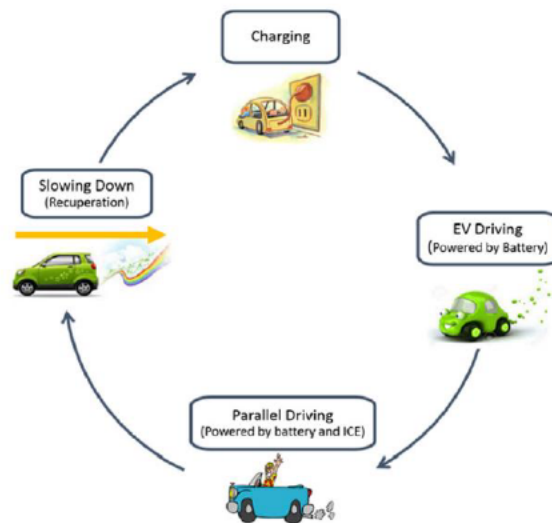 Charging
EV Driving
(Powered by Battery)
Parallel Driving
(Powered by battery and ICE)
Slowing Down
(Recuperation)